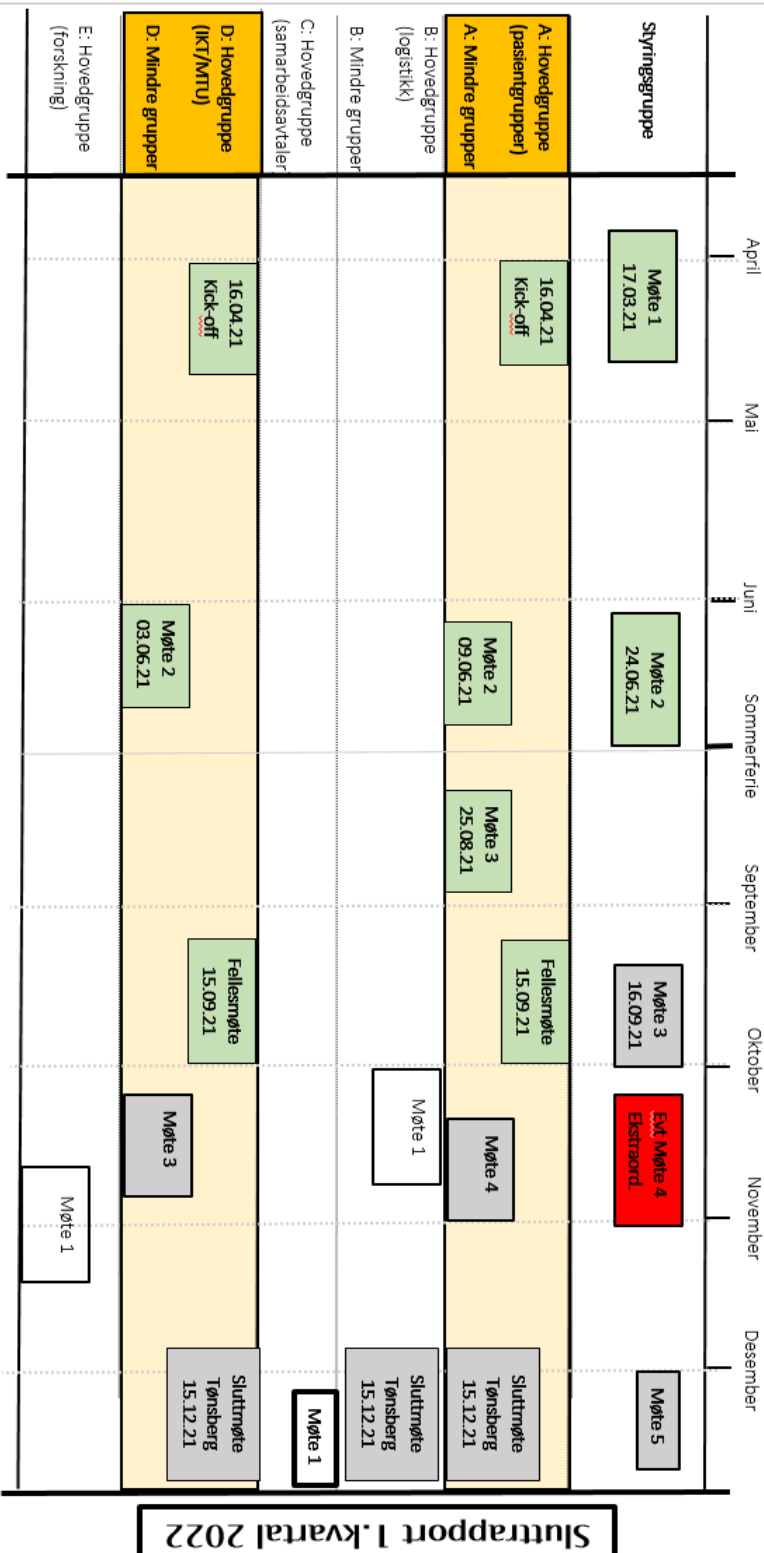 April
Mai
Juni
Sommerferie
September
Oktober
November
Desember
Styringsgruppe
Møte 1
17.03.21
Møte 2
24.06.21
Møte 3
16.09.21
Evt Møte 4
Ekstraord.
Møte 5
A: Hovedgruppe
(pasientgrupper)
A: Mindre grupper
16.04.21
Kick-off
Møte 2
09.06.21
Møte 3
25.08.21
Fellesmøte
15.09.21
Møte 4
Sluttmøte
Tønsberg
15.12.21
B: Hovedgruppe
(logistikk)
B: Mindre grupper
Møte 1
Sluttmøte
Tønsberg
15.12.21
C: Hovedgruppe
(samarbeidsavtaler)
Møte 1
D: Hovedgruppe
(IKT/MTU)
D: Mindre grupper
16.04.21
Kick-off
Møte 2
03.06.21
Fellesmøte
15.09.21
Møte 3
Sluttmøte
Tønsberg
15.12.21
E: Hovedgruppe
(forskning)
Møte 1
Sluttrapport 1.kvartal 2022